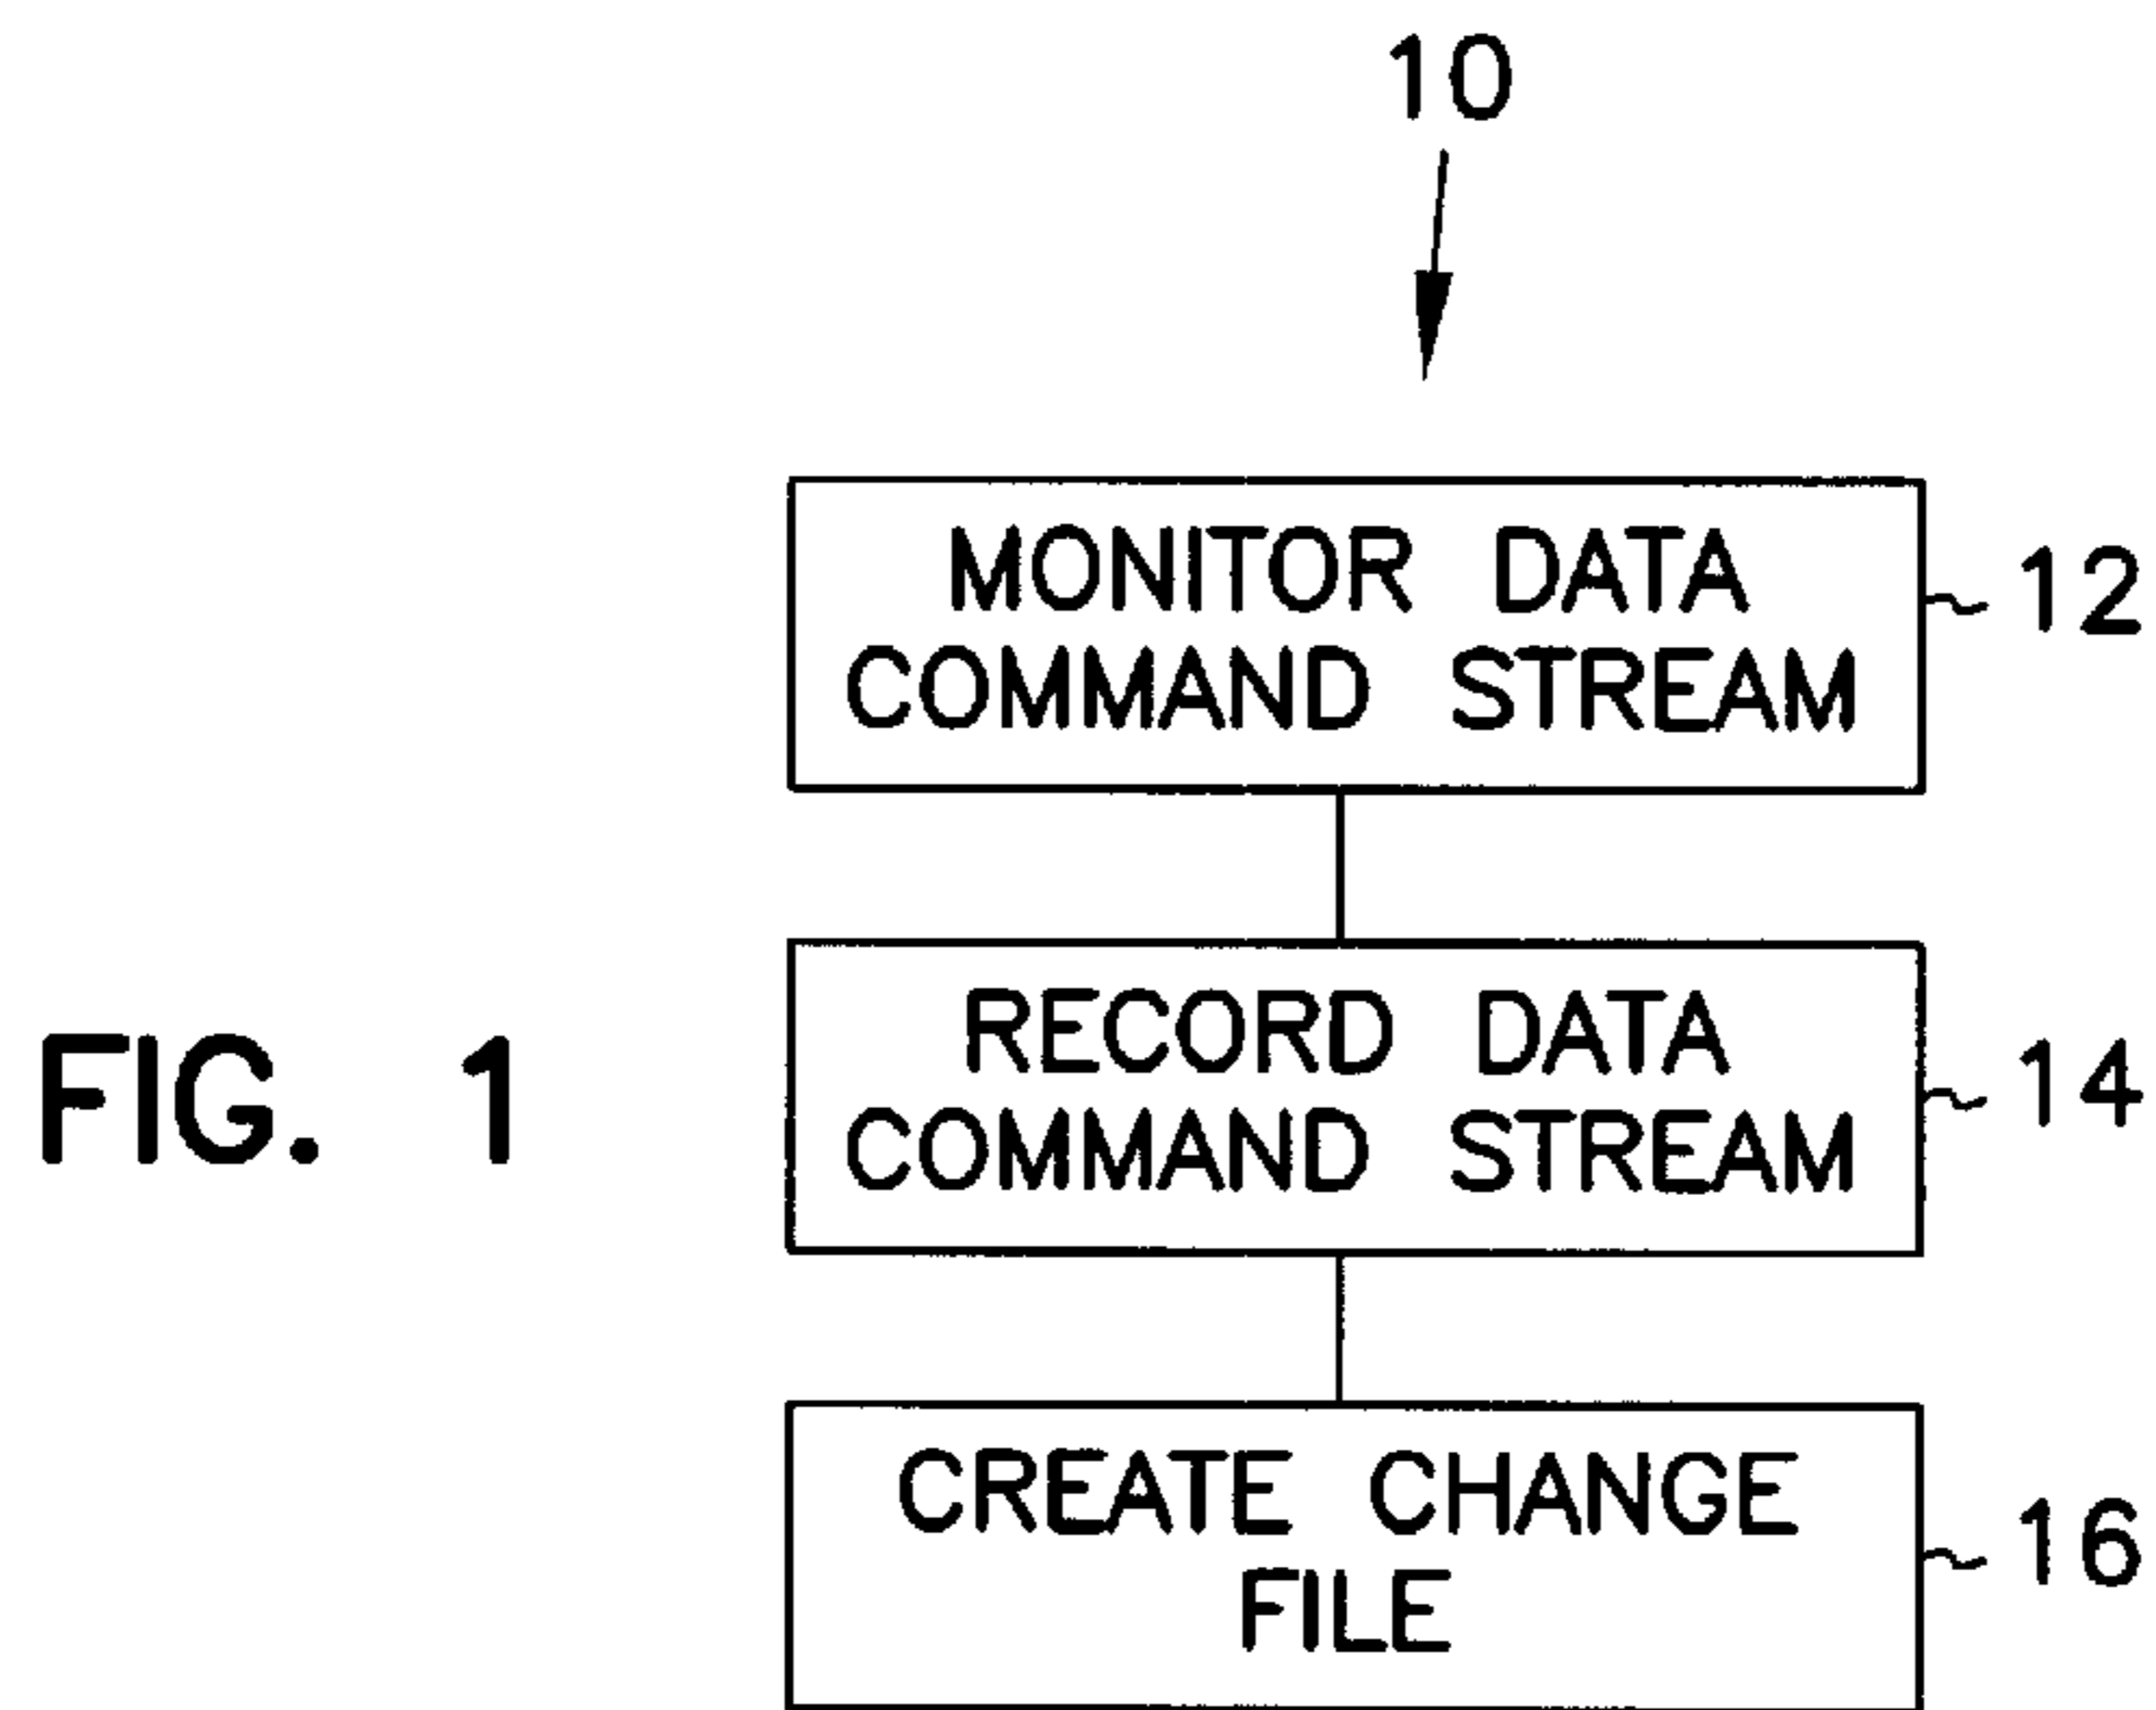 10
MONITOR DATA
COMMAND STREAM
12
RECORD DATA
COMMAND STREAM
14
FIG. 1
CREATE CHANGE
FILE
16